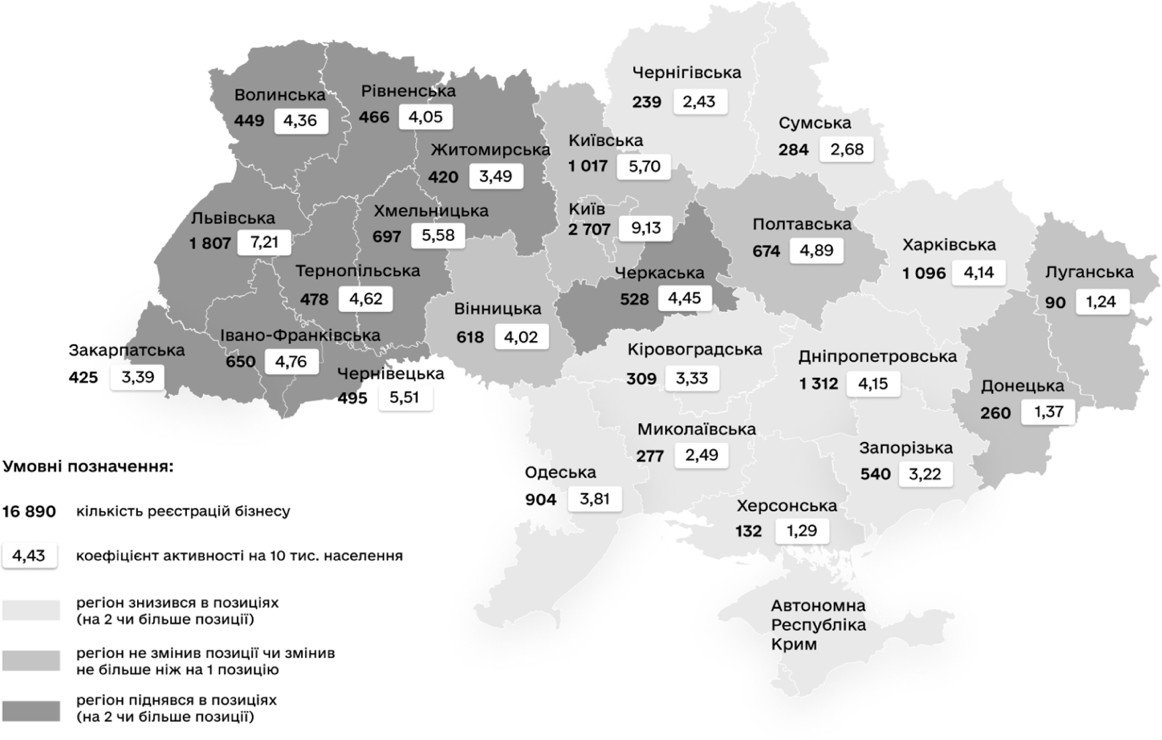 Чернігівська
239 2,43
Сумська
284 2,68
Волинська
449 4,36
Рівненська
466 4,05
Житомирська
420 3,49
Київська
1 017 5,70
Київ
2 707 9,13
Львівська
1 807 7,21
Хмельницька
697 5,58
Полтавська
674 4,89
Харківська
1 096 4,14
Луганська
90 1,24
Тернопільська
478 4,62
Черкаська
528 4,45
Вінницька
618 4,02
Івано-Франківська
650 4,76
Закарпатська
425 3,39
Чернівецька
495 5,51
Кіровоградська
309 3,33
Дніпропетровська
1 312 4,15
Донецька
260 1,37
Миколаївська
277 2,49
Запорізька
540 3,22
Одеська
904 3,81
Херсонська
132 1,29
Автономна
Республіка
Крим
Умовні позначення:
16 890 кількість реєстрацій бізнесу
4,43 коефіцієнт активності на 10 тис. населення
регіон знизився в позиціях
(на 2 чи більше позиції)
регіон не змінив позиції чи змінив
не більше ніж на 1 позицію
регіон піднявся в позиціях
(на 2 чи більше позиції)